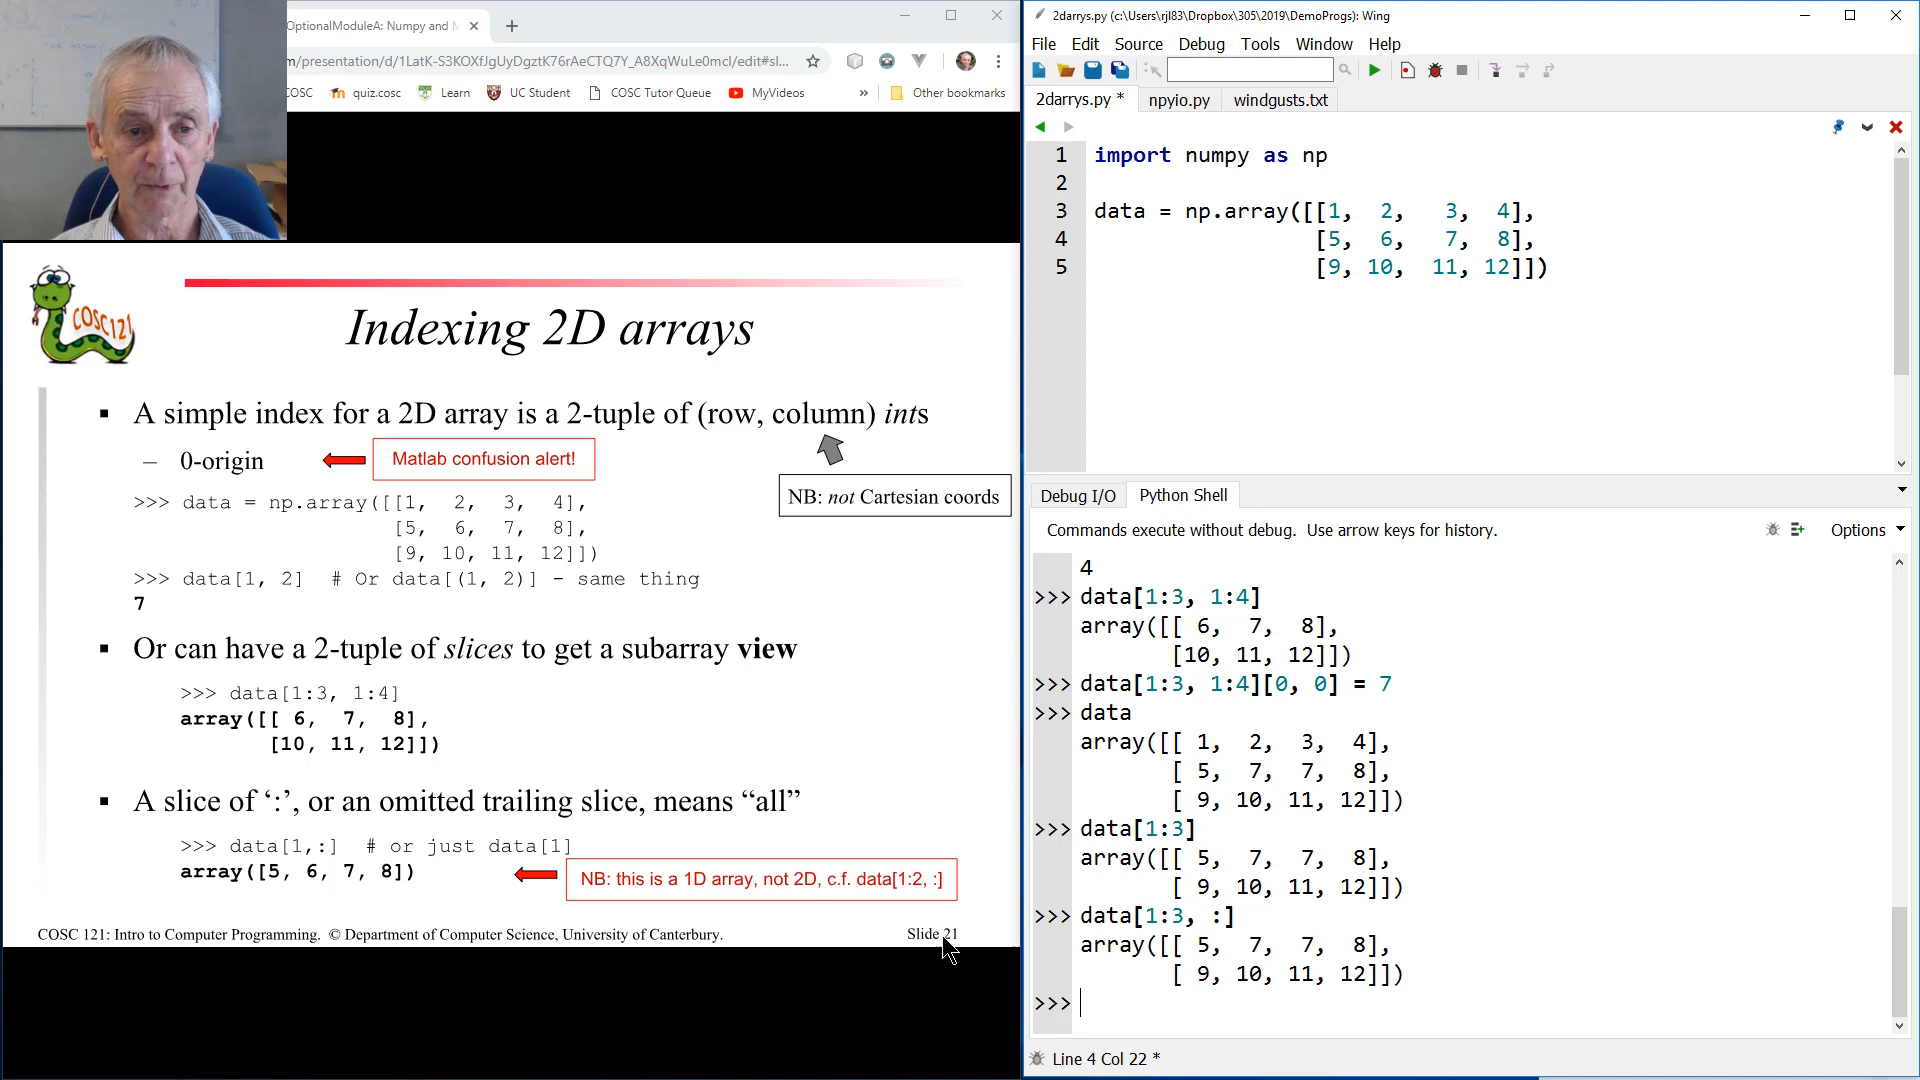 OptionalModuleA: Numpy and M
m/presentation/d/1LatK-S3KOXfJgUyDgztK76rAeCTQ7Y_A8XqWuLe0mcI/edit#sl...
COSC quiz.cosc Learn UC Student COSC Tutor Queue MyVideos » Other bookmarks
COSC121
Indexing 2D arrays
▪ A simple index for a 2D array is a 2-tuple of (row, column) ints
– 0-origin
Matlab confusion alert!
NB: not Cartesian coords
>>> data = np.array([[1, 2, 3, 4],
[5, 6, 7, 8],
[9, 10, 11, 12]])
>>> data[1, 2] # Or data[(1, 2)] - same thing
7
▪ Or can have a 2-tuple of slices to get a subarray view
>>> data[1:3, 1:4]
array([[ 6, 7, 8],
[10, 11, 12]])
▪ A slice of ‘:’, or an omitted trailing slice, means “all”
>>> data[1,:] # or just data[1]
array([5, 6, 7, 8])
NB: this is a 1D array, not 2D, c.f. data[1:2, :]
COSC 121: Intro to Computer Programming. © Department of Computer Science, University of Canterbury.
Slide 21
2darrys.py (c:\Users\rjl83\Dropbox\305\2019\DemoProgs): Wing
File Edit Source Debug Tools Window Help
2darrys.py * npyio.py windgusts.txt
1 import numpy as np
2
3 data = np.array([[1, 2, 3, 4],
4 [5, 6, 7, 8],
5 [9, 10, 11, 12]])
Debug I/O Python Shell
Commands execute without debug. Use arrow keys for history.
Options
4
>>> data[1:3, 1:4]
array([[ 6, 7, 8],
[10, 11, 12]])
>>> data[1:3, 1:4][0, 0] = 7
>>> data
array([[ 1, 2, 3, 4],
[ 5, 7, 7, 8],
[ 9, 10, 11, 12]])
>>> data[1:3]
array([[ 5, 7, 7, 8],
[ 9, 10, 11, 12]])
>>> data[1:3, :]
array([[ 5, 7, 7, 8],
[ 9, 10, 11, 12]])
>>>
Line 4 Col 22 *